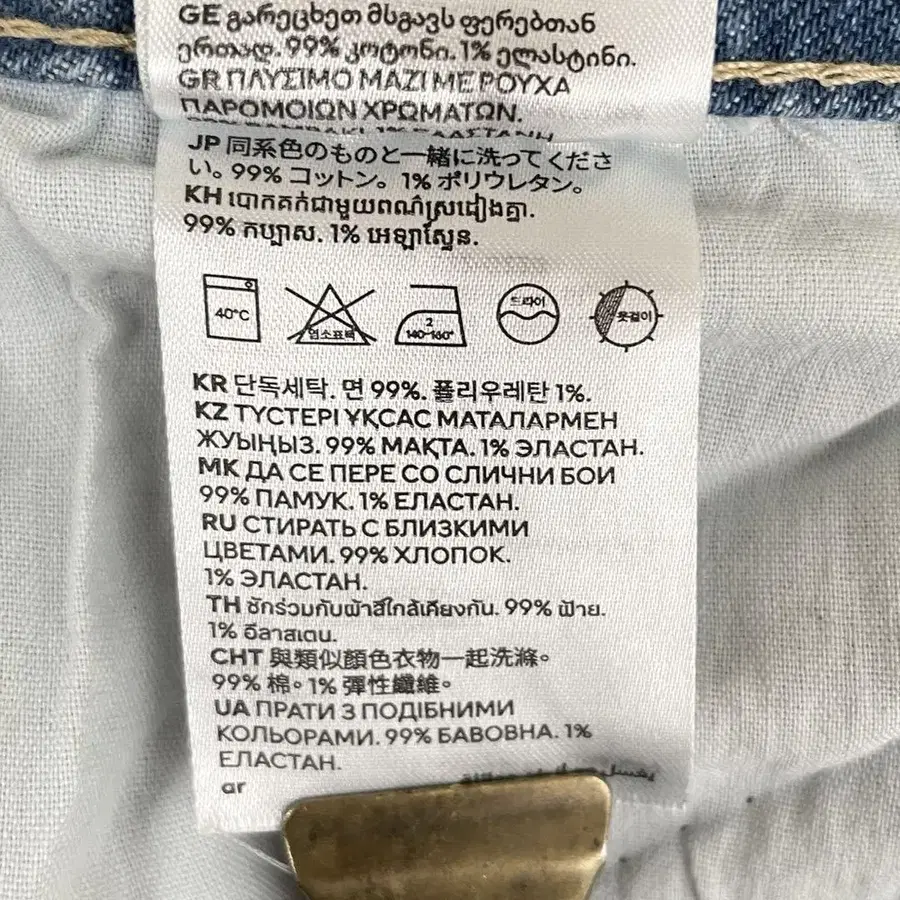 GE გარეცხეთ მსგავს ფერებთან
ერთად. 99% კოტონი. 1% ელასტინი.
GR ΠΛΥΣΙΜΟ ΜΑΖΙ ΜΕ ΡΟΥΧΑ
ΠΑΡΟΜΟΙΩΝ ΧΡΩΜΑΤΩΝ.
JP 同系色のものと一緒に洗ってくださ
い。99% コットン。1% ポリウレタン。
KH បោកគក់ជាមួយពណ៌ស្រដៀងគ្នា.
99% កប្បាស. 1% អេឡាស្ទែន.
40°C
염소표백
2
140~160°
드라이
옷걸이
KR 단독세탁. 면 99%. 폴리우레탄 1%.
KZ ТҮСТЕРІ ҰҚСАС МАТАЛАРМЕН
ЖУЫҢЫЗ. 99% МАҚТА. 1% ЭЛАСТАН.
MK ДА СЕ ПЕРЕ СО СЛИЧНИ БОИ
99% ПАМУК. 1% ЕЛАСТАН.
RU СТИРАТЬ С БЛИЗКИМИ
ЦВЕТАМИ. 99% ХЛОПОК.
1% ЭЛАСТАН.
TH ซักร่วมกับผ้าสีใกล้เคียงกัน. 99% ฝ้าย.
1% อีลาสเตน.
CHT 與類似顏色衣物一起洗滌。
99% 棉。1% 彈性纖維。
UA ПРАТИ З ПОДІБНИМИ
КОЛЬОРАМИ. 99% БАВОВНА. 1%
ЕЛАСТАН.
ar